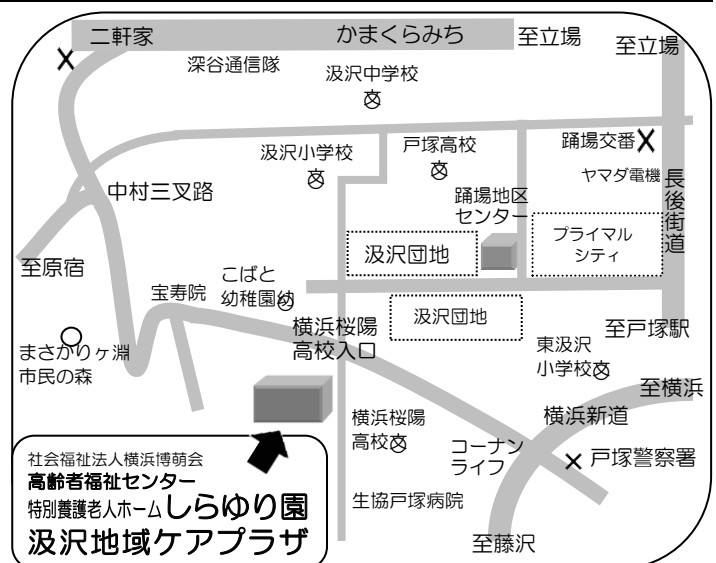 二軒家
かまくらみち
至立場
至立場
深谷通信隊
汲沢中学校
汲沢小学校
戸塚高校
踊場交番
ヤマダ電機
長後街道
中村三叉路
踊場地区
センター
プライマル
シティ
汲沢団地
至原宿
こばと
幼稚園幼
宝寿院
汲沢団地
横浜桜陽
高校入口
至戸塚駅
まさかりヶ淵
市民の森
東汲沢
小学校
至横浜
横浜新道
横浜桜陽
高校
コーナン
ライフ
戸塚警察署
生協戸塚病院
至藤沢
社会福祉法人横浜博萌会
高齢者福祉センター
特別養護老人ホームしらゆり園
汲沢地域ケアプラザ